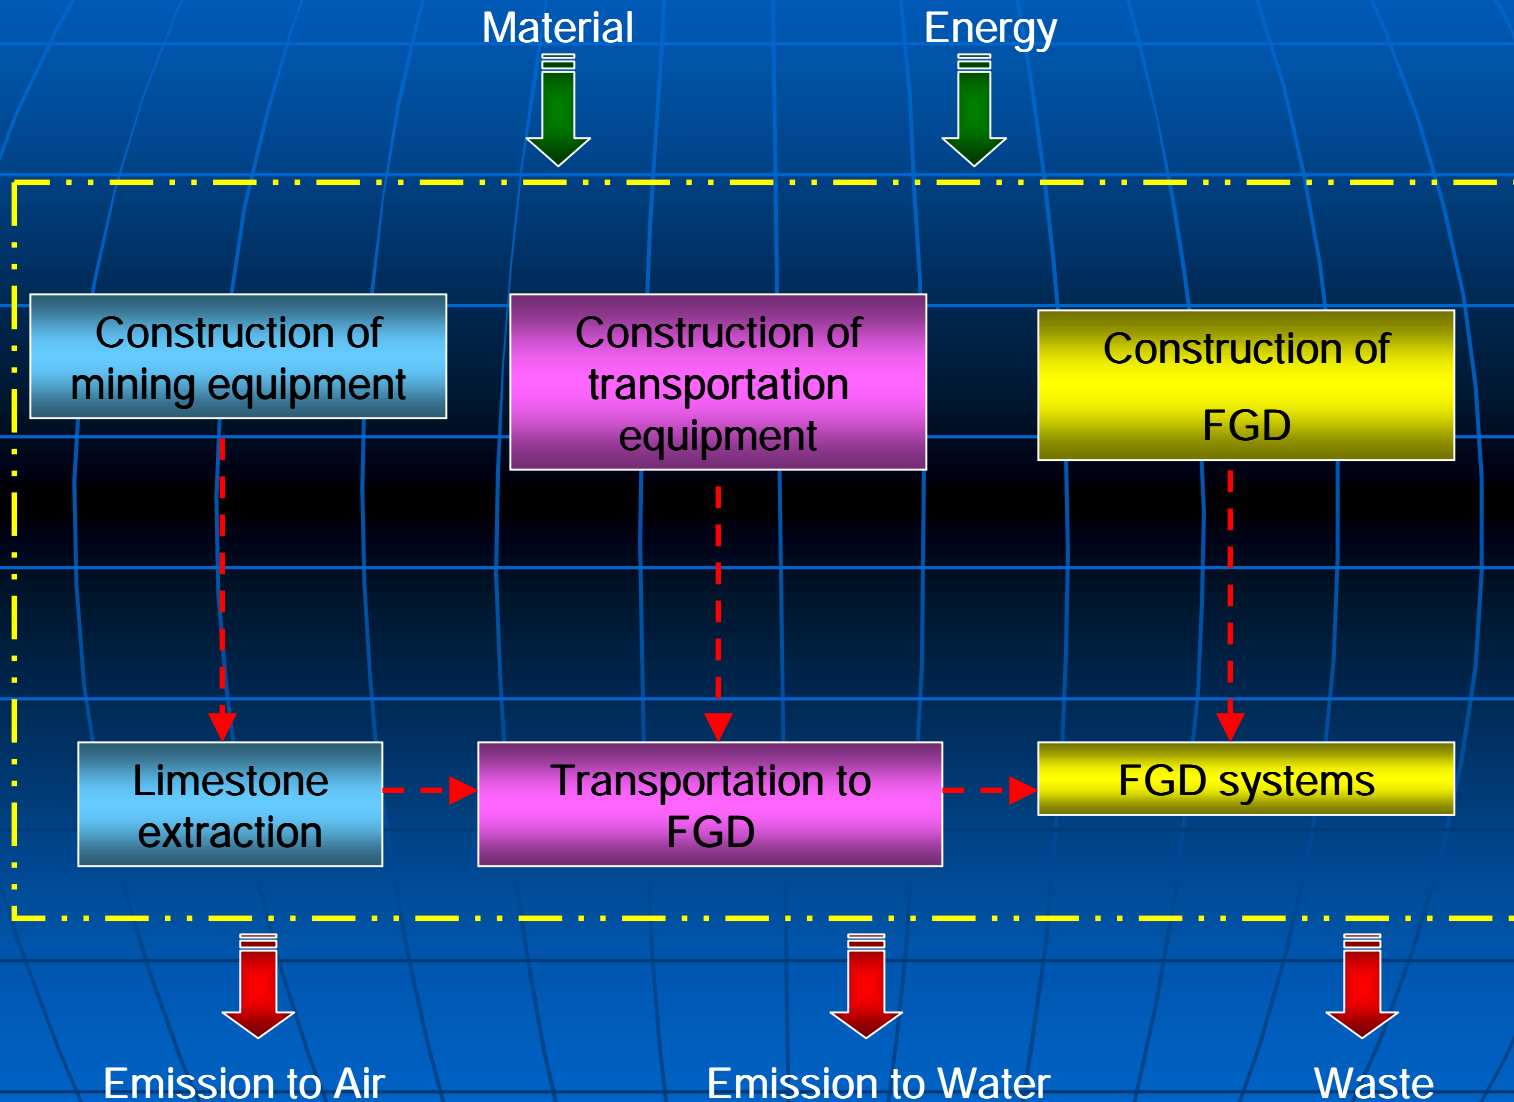 Material
Energy
Construction of
mining equipment
Construction of
transportation
equipment
Construction of
FGD
Limestone
extraction
Transportation to
FGD
FGD systems
Emission to Air
Emission to Water
Waste